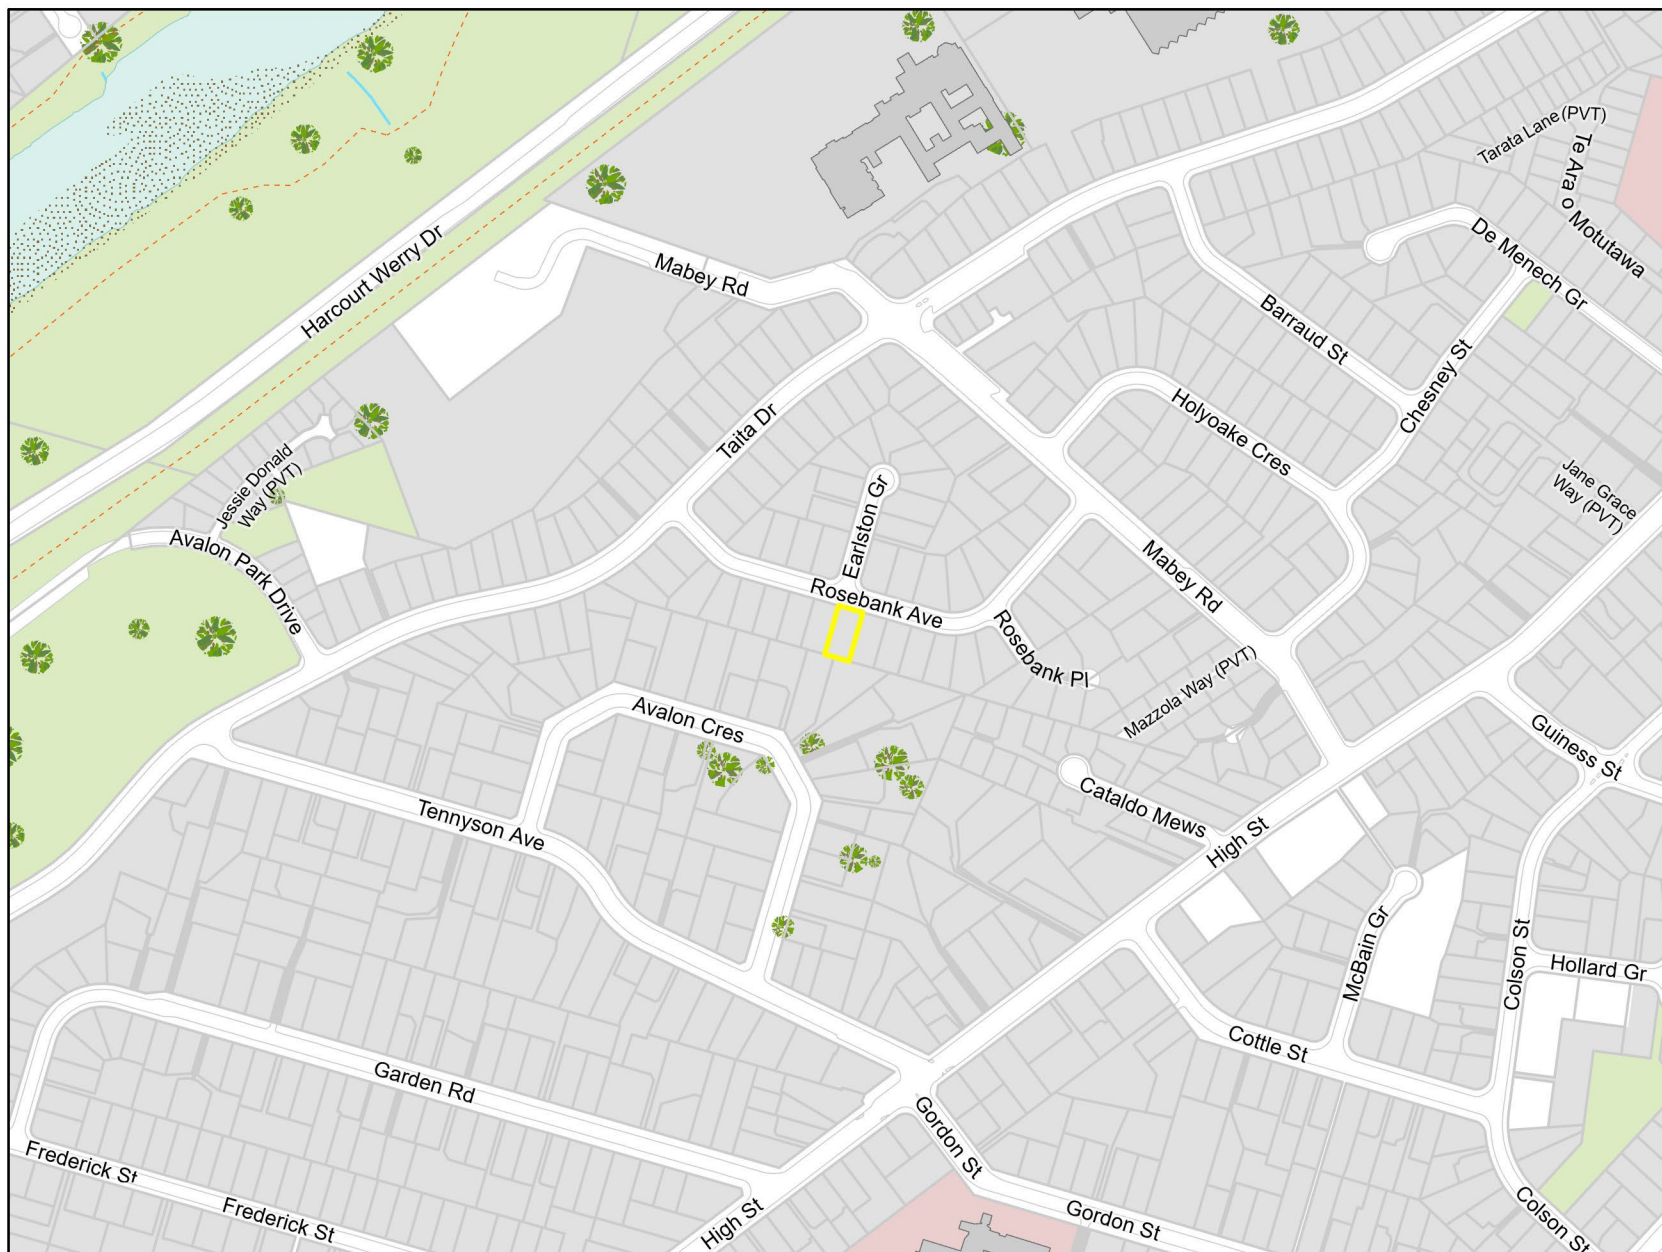 Tarata Lane (PVT)
Te Ara o Motutawa
De Menech Gr
Harcourt Werry Dr
Mabey Rd
Barraud St
Chesney St
Holyoake Cres
Taita Dr
Jessie Donald
Way (PVT)
Jane Grace
Way (PVT)
Earlston Gr
Avalon Park Drive
Mabey Rd
Rosebank Ave
Rosebank Pl
Mazzola Way (PVT)
Avalon Cres
Guiness St
Cataldo Mews
Tennyson Ave
High St
McBain Gr
Colson St
Hollard Gr
Cottle St
Garden Rd
Gordon St
Frederick St
Frederick St
High St
Gordon St
Colson St